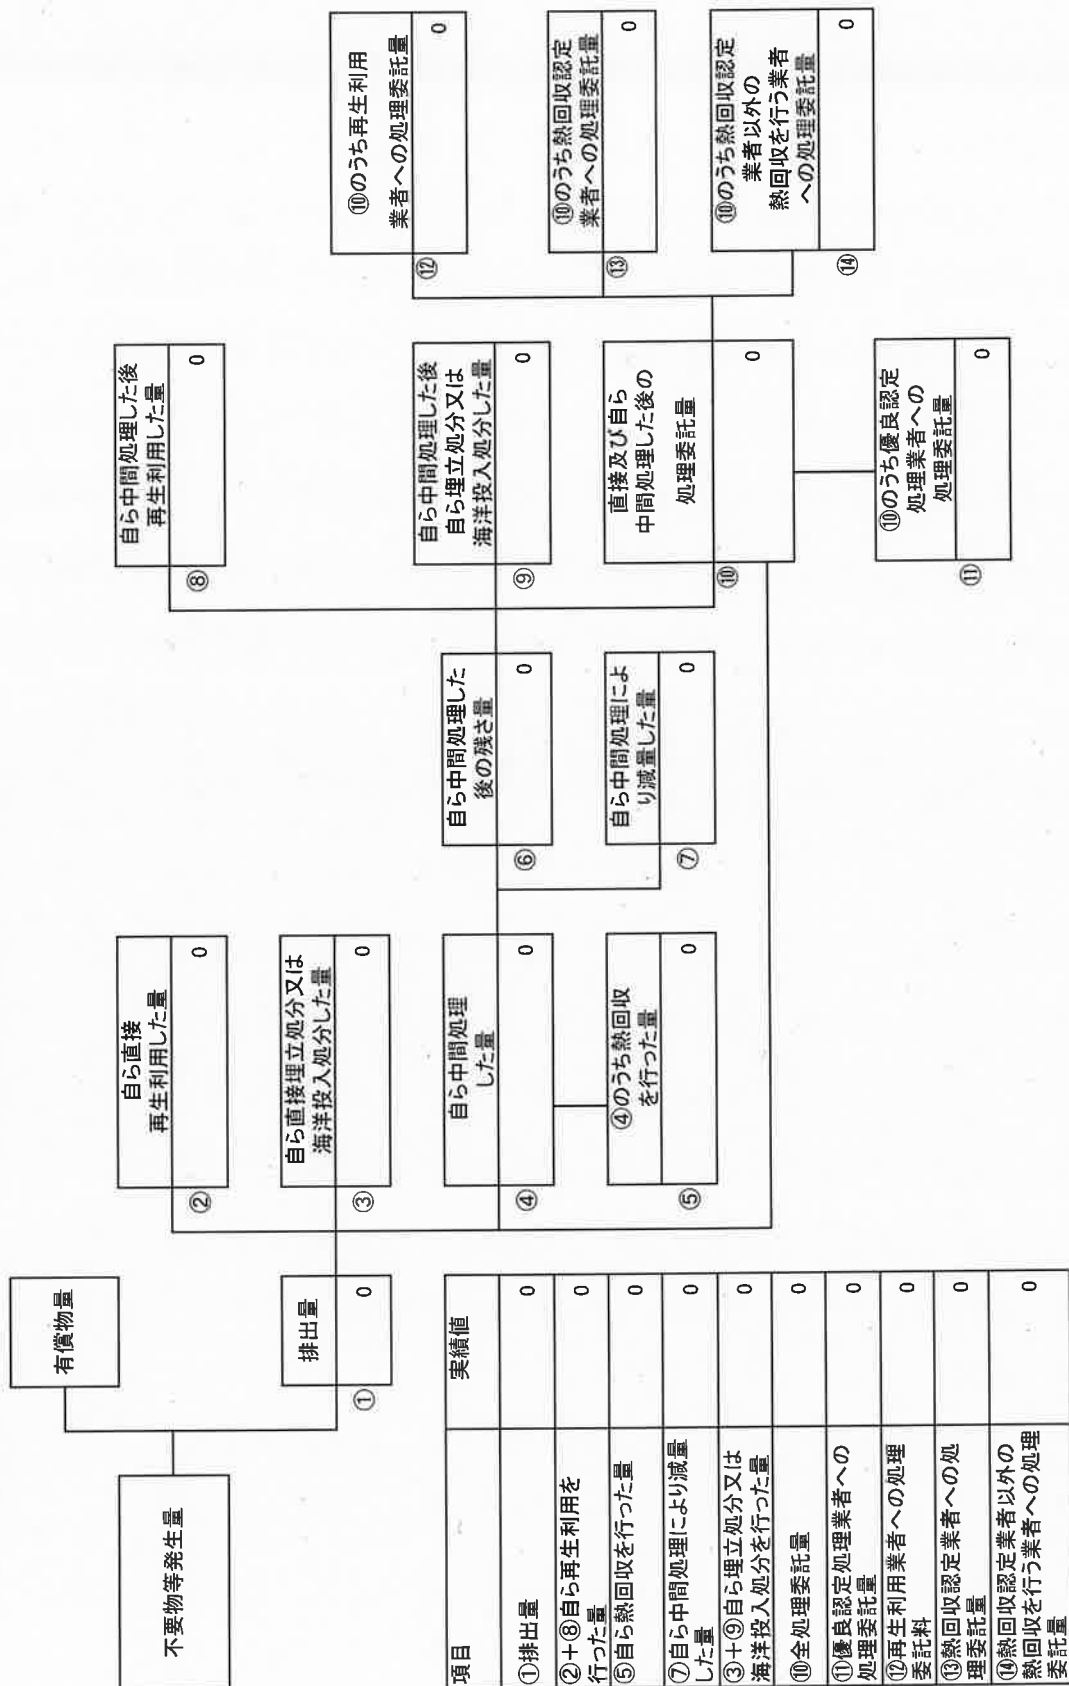 不要物等発生量
有償物量
排出量
① 0
自ら直接
再生利用した量
② 0
自ら直接埋立処分又は
海洋投入処分した量
③ 0
自ら中間処理
した量
④ 0
④のうち熱回収
を行った量
⑤ 0
自ら中間処理した
後の残さ量
⑥ 0
自ら中間処理によ
り減量した量
⑦ 0
自ら中間処理した後
再生利用した量
⑧ 0
自ら中間処理した後
自ら埋立処分又は
海洋投入処分した量
⑨ 0
直接及び自ら
中間処理した後の
処理委託量
⑩ 0
⑩のうち優良認定
処理業者への
処理委託量
⑪ 0
⑩のうち再生利用
業者への処理委託量
⑫ 0
⑩のうち熱回収認定
業者への処理委託量
⑬ 0
⑩のうち熱回収認定
業者以外の
熱回収を行う業者
への処理委託量
⑭ 0
項目 実績値
①排出量 0
②+⑧自ら再生利用を
行った量 0
⑤自ら熱回収を行った量 0
⑦自ら中間処理により減量
した量 0
③+⑨自ら埋立処分又は
海洋投入処分を行った量 0
⑩全処理委託量 0
⑪優良認定処理業者への
処理委託量 0
⑫再生利用業者への処理
委託料 0
⑬熱回収認定業者への処
理委託量 0
⑭熱回収認定業者以外の
熱回収を行う業者への処理
委託量 0